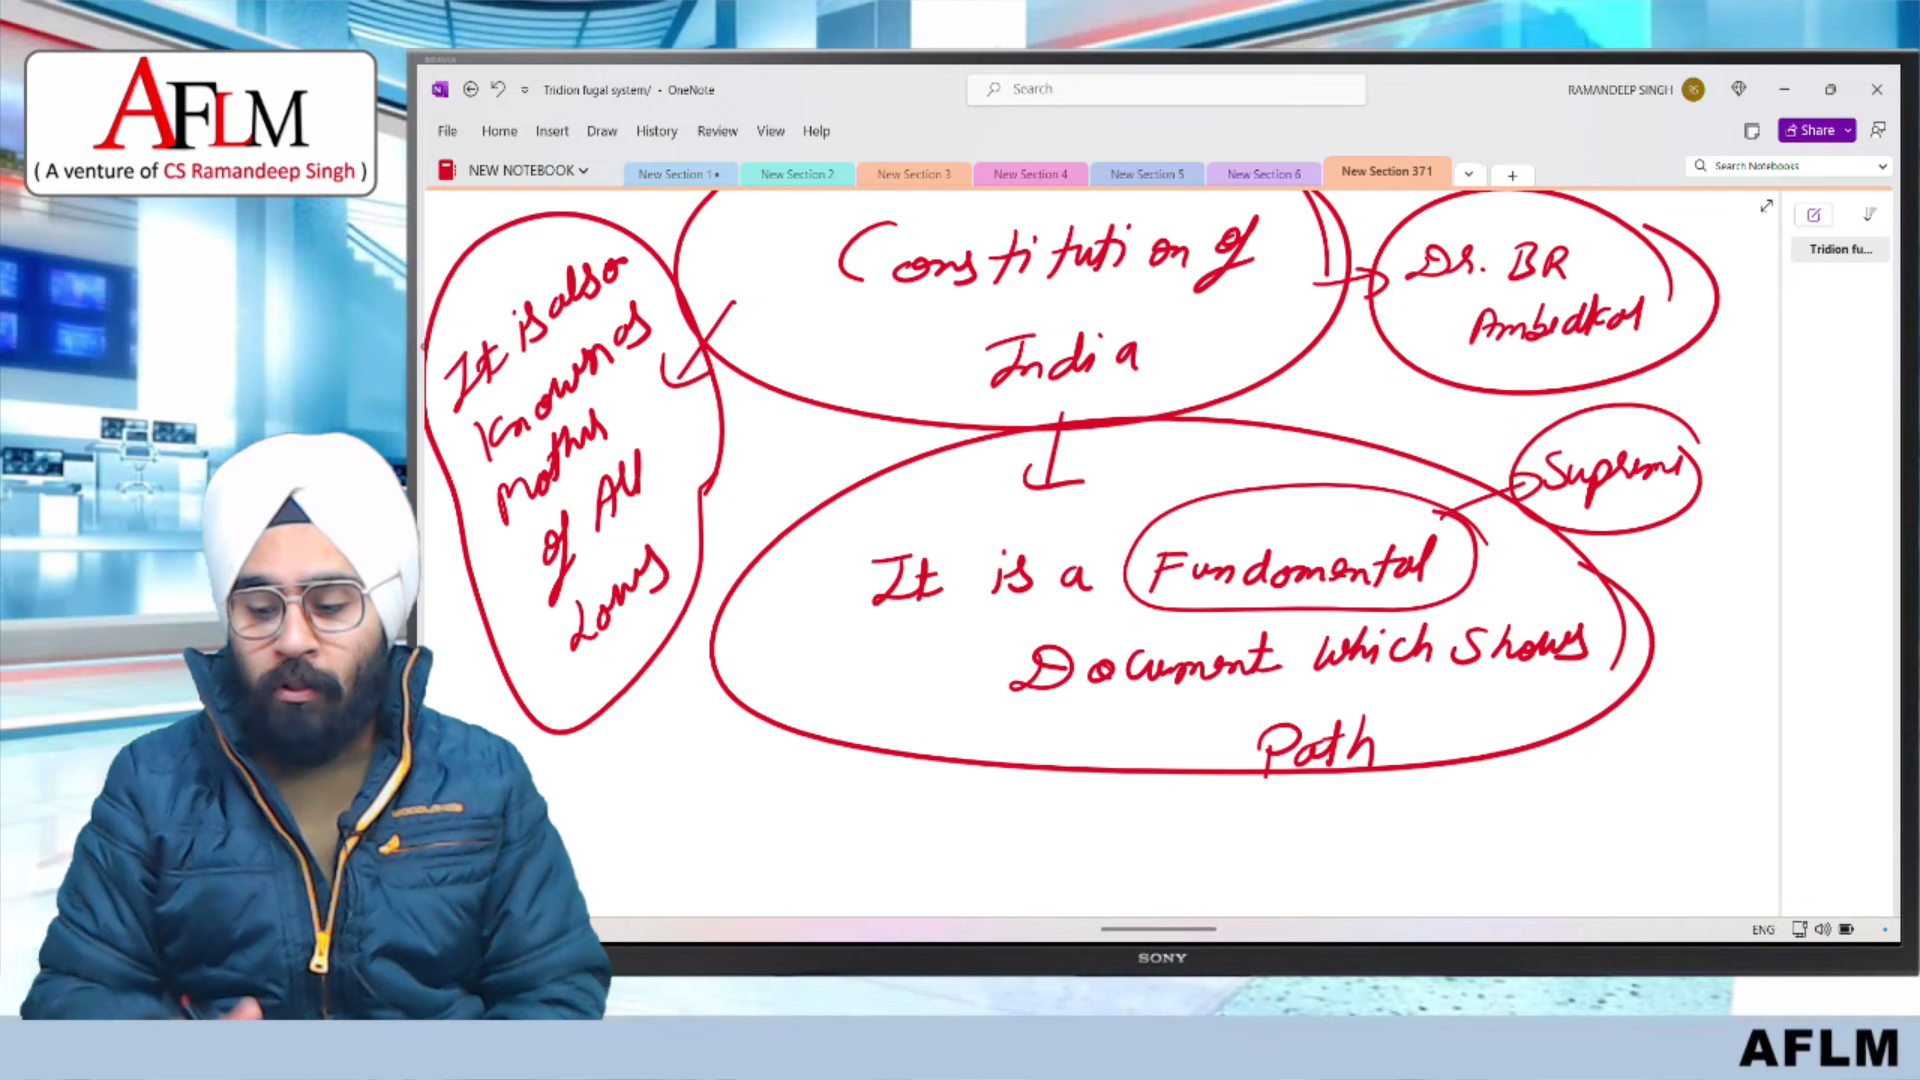 AFLM
( A venture of CS Ramandeep Singh )
BRAVIA
Tridion fugal system/ - OneNote
Search
RAMANDEEP SINGH
RS
File
Home
Insert
Draw
History
Review
View
Help
Share
NEW NOTEBOOK
New Section 1
New Section 2
New Section 3
New Section 4
New Section 5
New Section 6
New Section 371
+
Search Notebooks
Tridion fu...
It is also
Known as
Mother
of All
Laws
Constitution of
India
Dr. BR
Ambedkar
Supreme
It is a Fundomental
Document Which Shows
Path
ENG
SONY
AFLM